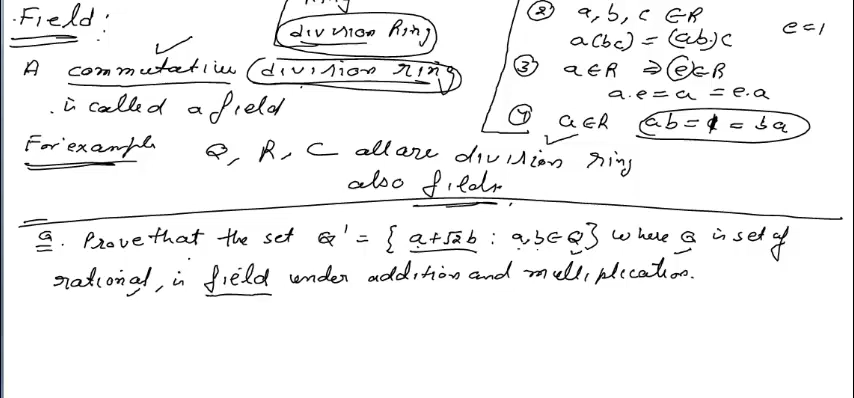 Field:
A commutative division ring
is called a field
For example Q, R, C all are division ring
also fields
division Ring
② a, b, c ∈ R
a(bc) = (ab)c
e = 1
③ a ∈ R ⇒ e ∈ R
a.e = a = e.a
④ a ∈ R ab = 1 = ba
Q. Prove that the set Q' = { a+√2b : a,b ∈ Q } where Q is set of
rational, is field under addition and multiplication.